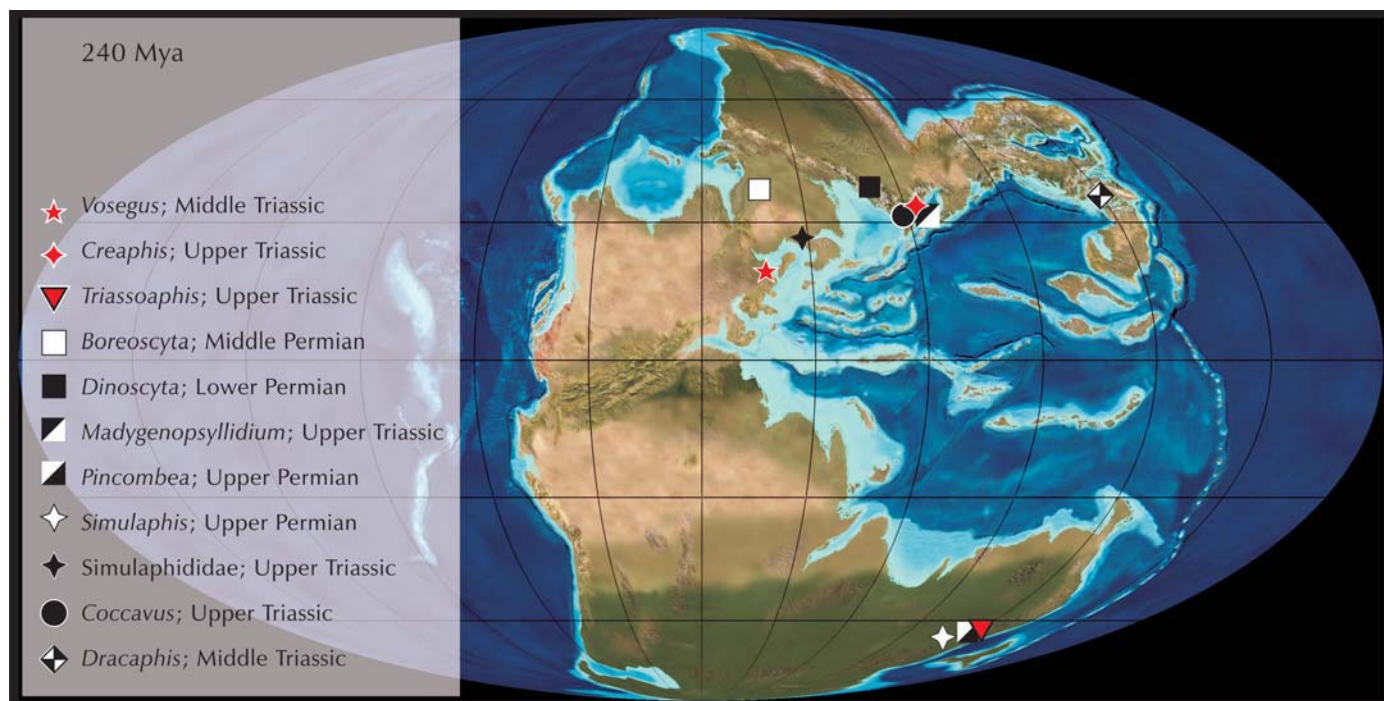 240 Mya
Vosegus; Middle Triassic
Creaphis; Upper Triassic
Triassoaphis; Upper Triassic
Boreoscyta; Middle Permian
Dinoscyta; Lower Permian
Madygenopsyllidium; Upper Triassic
Pincombea; Upper Permian
Simulaphis; Upper Permian
Simulaphididae; Upper Triassic
Coccavus; Upper Triassic
Dracaphis; Middle Triassic